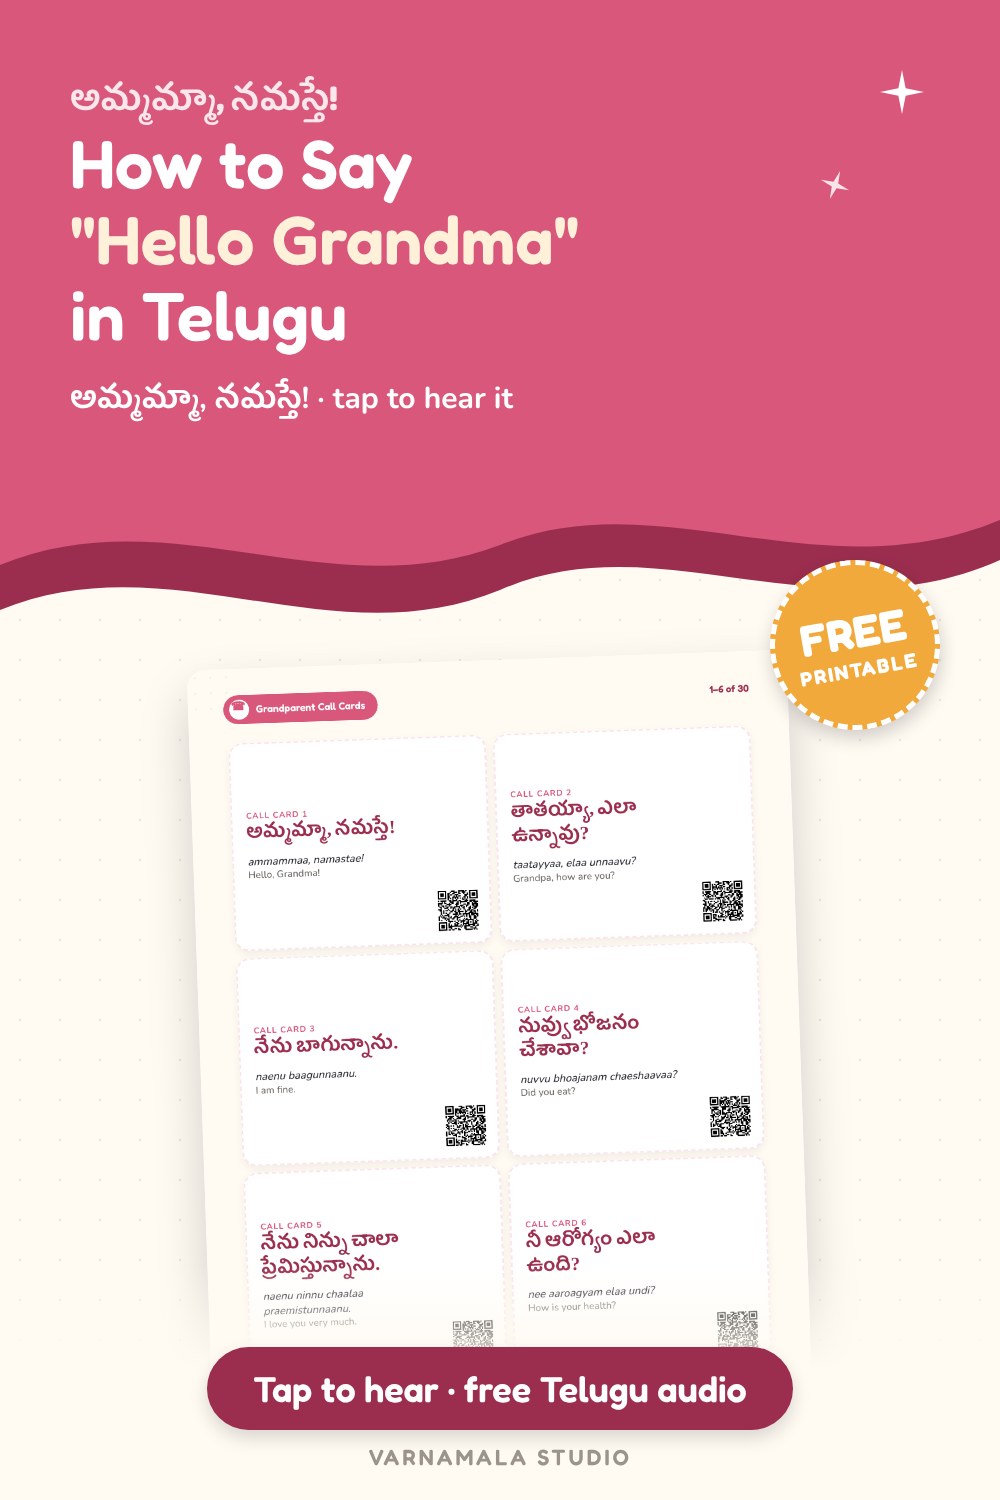 అమ్మమ్మా, నమస్తే!
How to Say
"Hello Grandma"
in Telugu
అమ్మమ్మా, నమస్తే! · tap to hear it
FREE
PRINTABLE
Grandparent Call Cards
1–6 of 30
CALL CARD 1
అమ్మమ్మా, నమస్తే!
ammammaa, namastae!
Hello, Grandma!
CALL CARD 2
తాతయ్యా, ఎలా
ఉన్నావు?
taatayyaa, elaa unnaavu?
Grandpa, how are you?
CALL CARD 3
నేను బాగున్నాను.
naenu baagunnaanu.
I am fine.
CALL CARD 4
నువ్వు భోజనం
చేశావా?
nuvvu bhoajanam chaeshaavaa?
Did you eat?
CALL CARD 5
నేను నిన్ను చాలా
ప్రేమిస్తున్నాను.
naenu ninnu chaalaa
praemistunnaanu.
I love you very much.
CALL CARD 6
నీ ఆరోగ్యం ఎలా
ఉంది?
nee aaroagyam elaa undi?
How is your health?
Tap to hear · free Telugu audio
VARNAMALA STUDIO